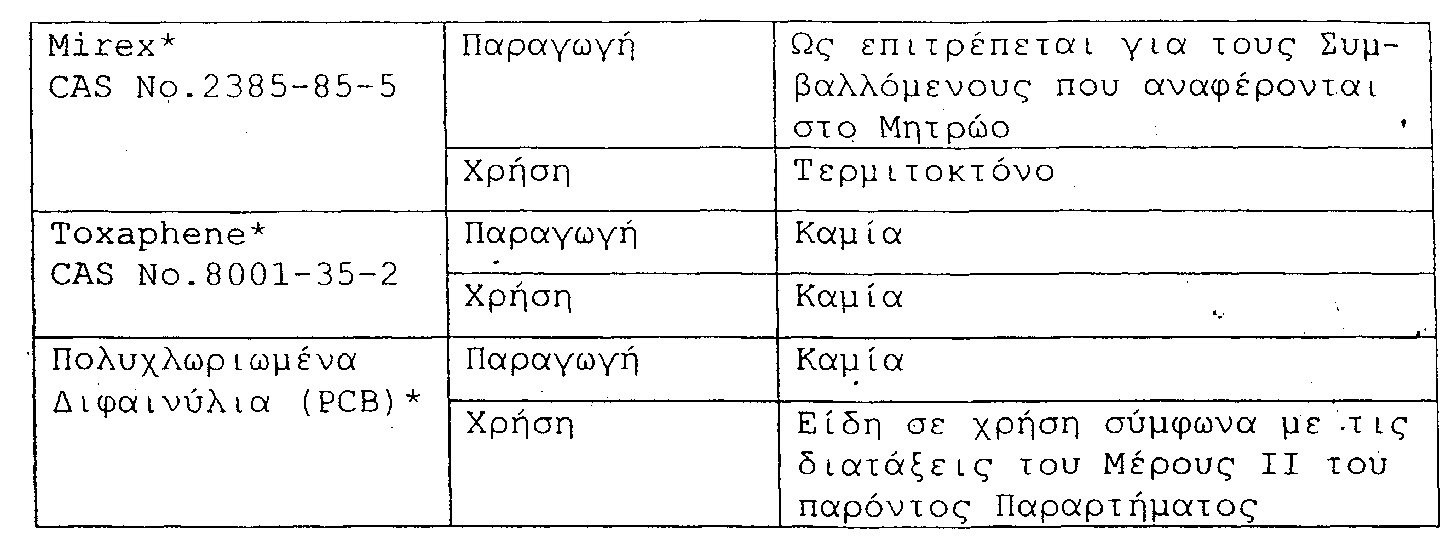 Mirex* Παραγωγή Ως επιτρέπεται για τους Συμ-
CAS No.2385-85-5 βαλλόμενους που αναφέρονται
στο Μητρώο
Χρήση Τερμιτοκτόνο
Toxaphene* Παραγωγή Καμία
CAS No.8001-35-2
Χρήση Καμία
Πολυχλωριωμένα Παραγωγή Καμία
Διφαινύλια (PCB)*
Χρήση Είδη σε χρήση σύμφωνα με τις
διατάξεις του Μέρους II του
παρόντος Παραρτήματος